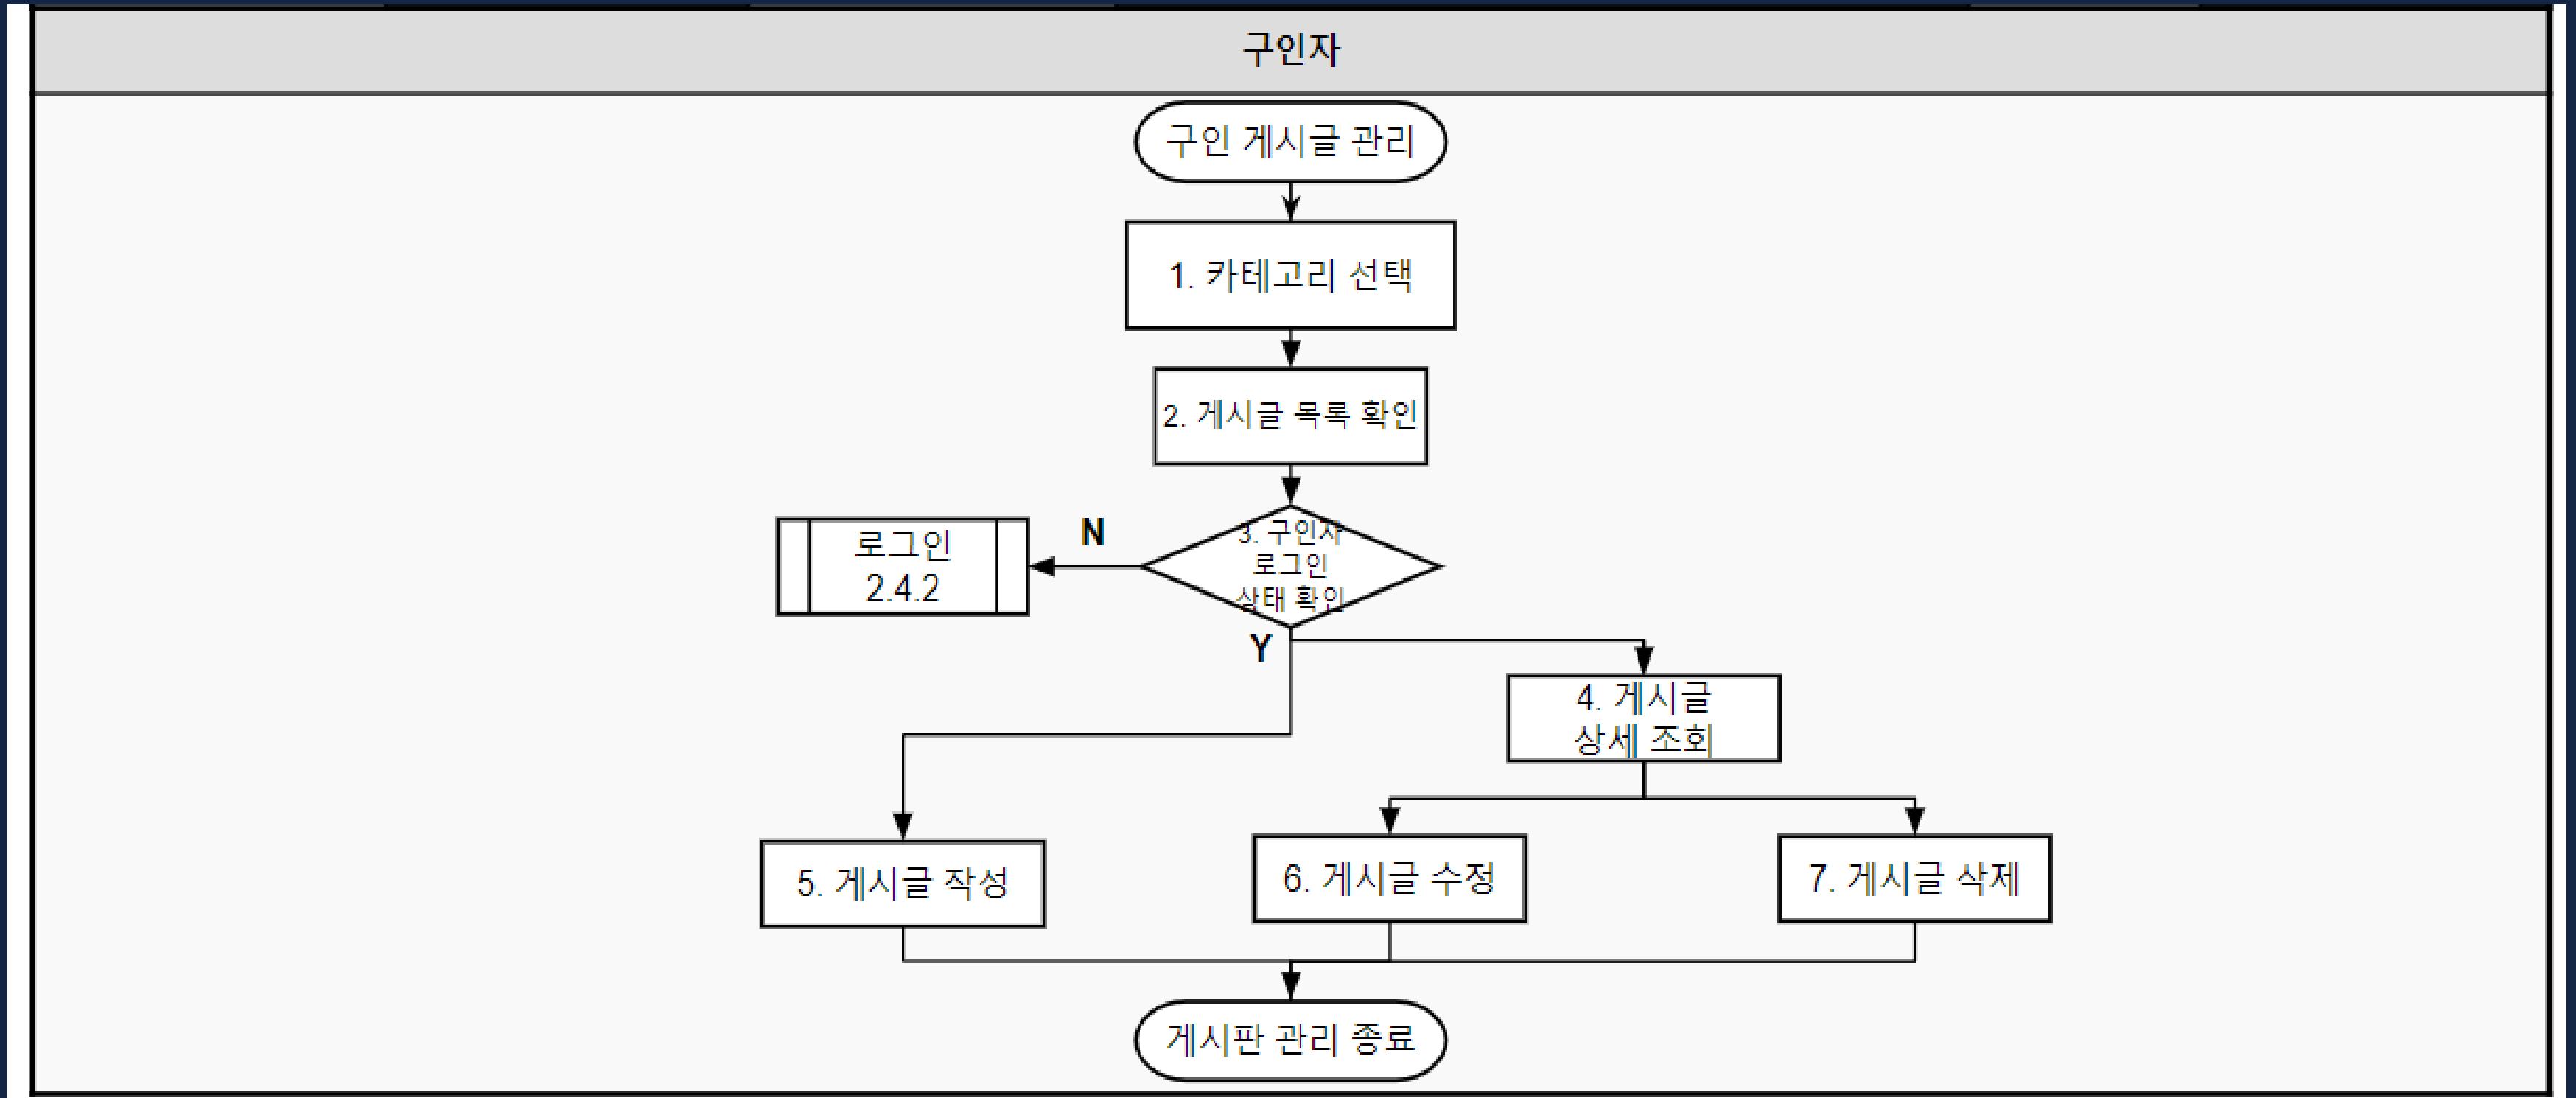 구인자
구인 게시글 관리
1. 카테고리 선택
2. 게시글 목록 확인
3. 구인자
로그인
상태 확인
N
로그인
2.4.2
Y
4. 게시글
상세 조회
5. 게시글 작성
6. 게시글 수정
7. 게시글 삭제
게시판 관리 종료